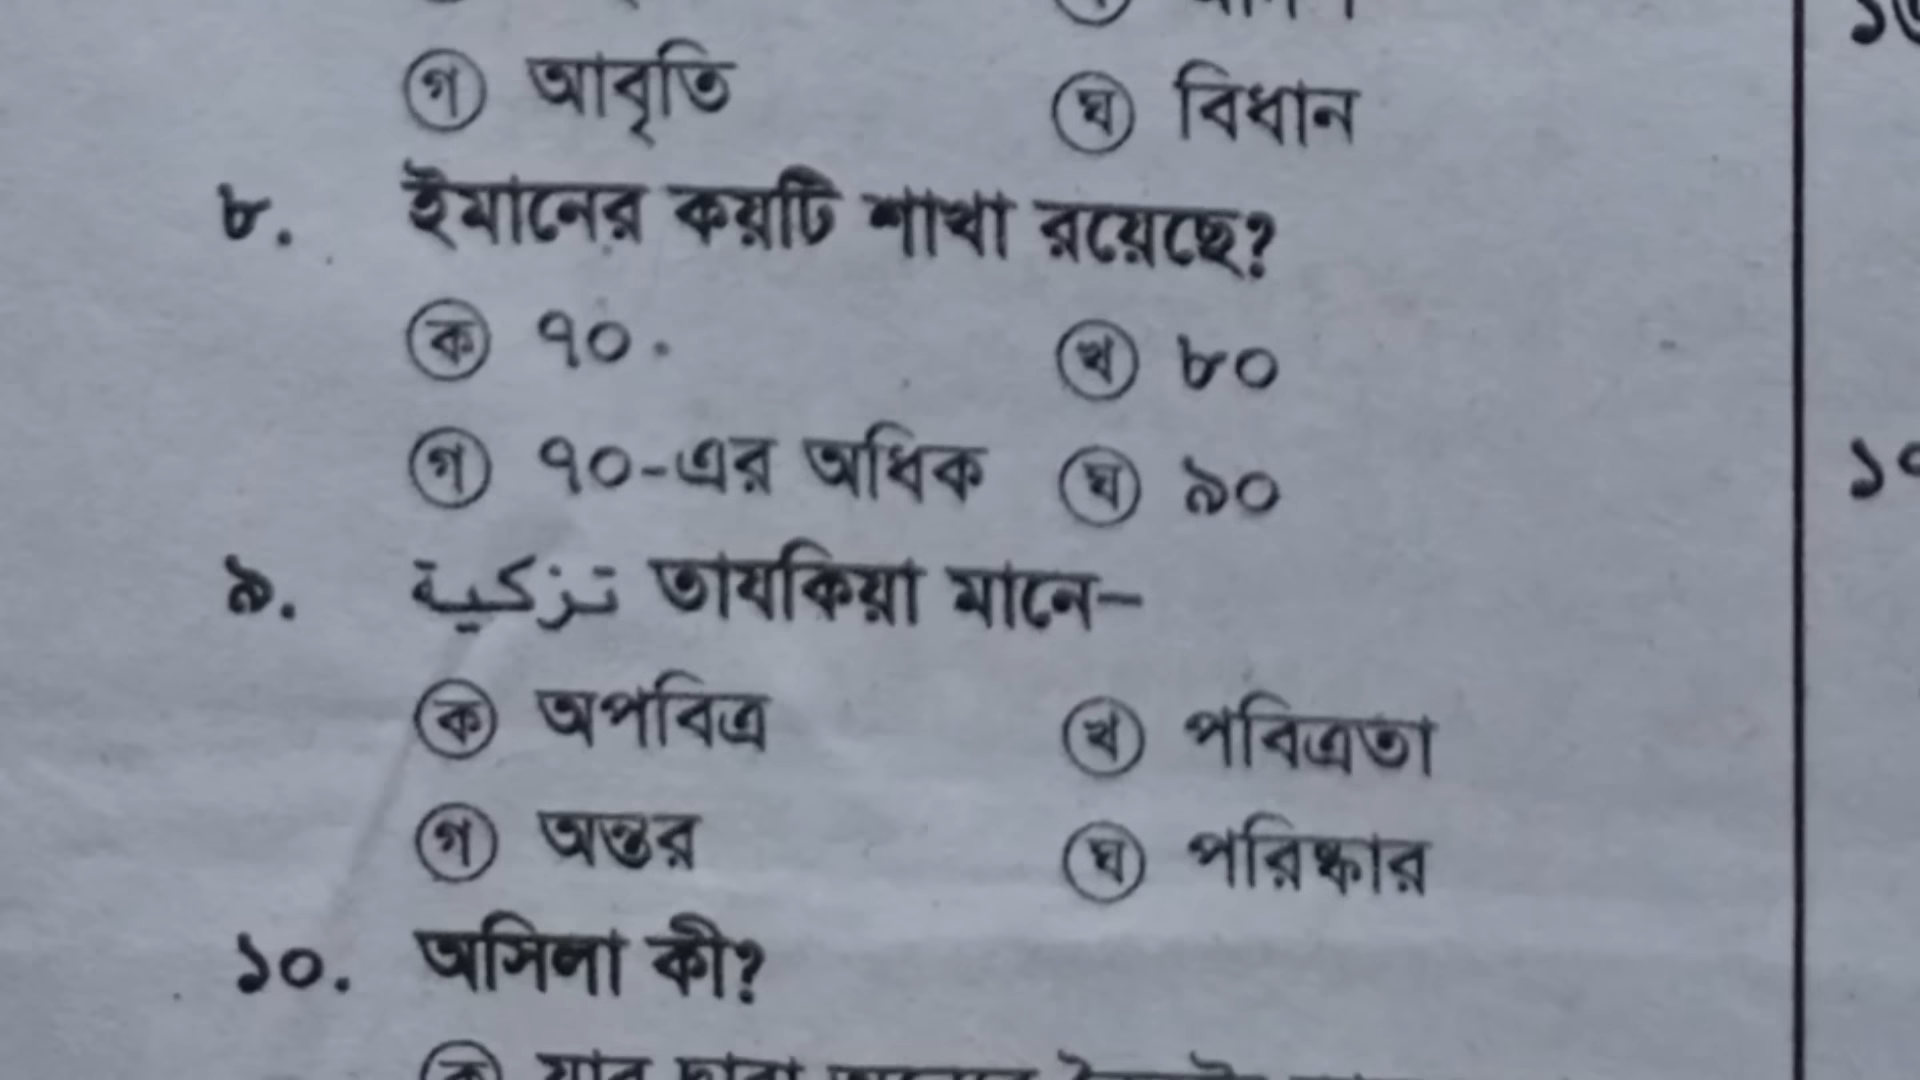 গ আবৃতি ঘ বিধান
৮. ইমানের কয়টি শাখা রয়েছে?
ক ৭০. খ ৮০
গ ৭০-এর অধিক ঘ ৯০
৯. تزكية তাযকিয়া মানে-
ক অপবিত্র খ পবিত্রতা
গ অন্তর ঘ পরিষ্কার
১০. অসিলা কী?
ক যার দ্বারা